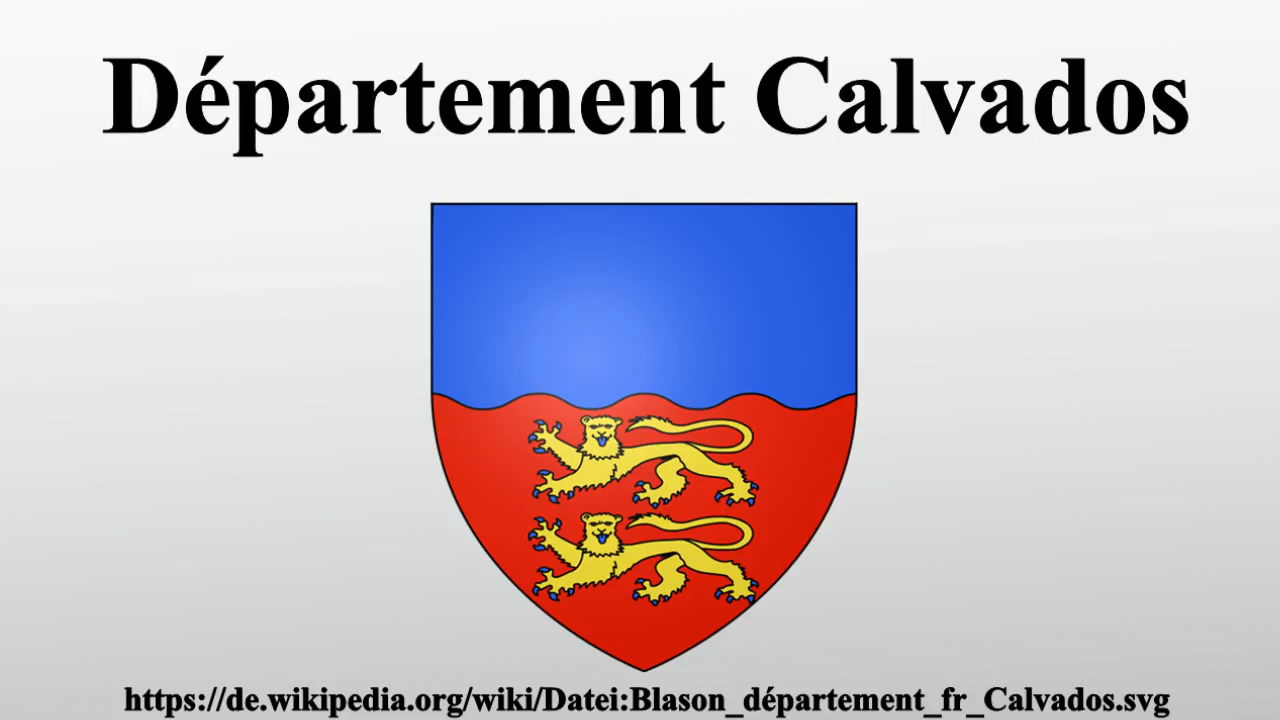 Département Calvados
https://de.wikipedia.org/wiki/Datei:Blason_département_fr_Calvados.svg